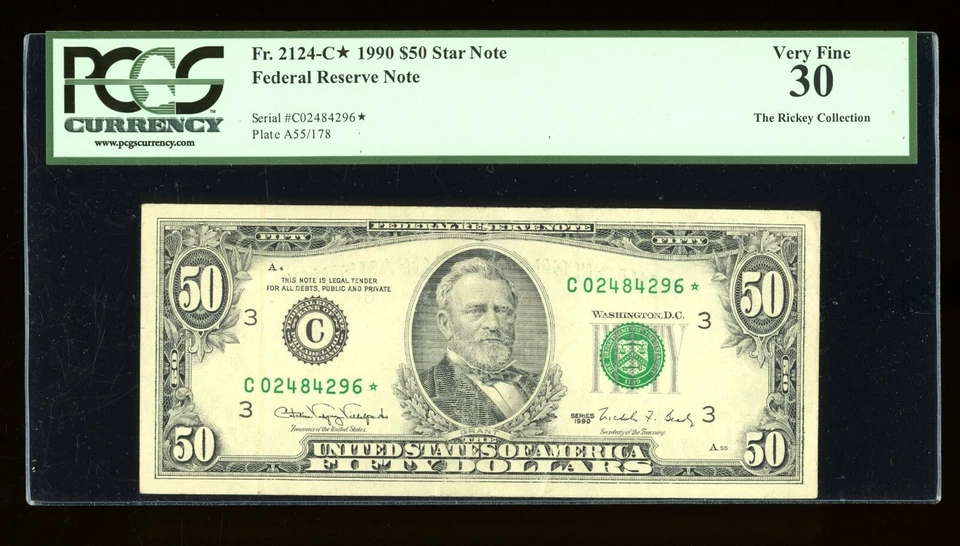 PCGS
CURRENCY
www.pcgscurrency.com
Fr. 2124-C★ 1990 $50 Star Note
Federal Reserve Note
Serial #C02484296★
Plate A55/178
Very Fine
30
The Rickey Collection
FEDERAL RESERVE NOTE
FIFTY
FIFTY
50
50
A4
THIS NOTE IS LEGAL TENDER
FOR ALL DEBTS, PUBLIC AND PRIVATE
C 02484296 ★
WASHINGTON, D.C.
3
3
C
C 02484296 ★
3
3
Treasurer of the United States.
SERIES
1990
Secretary of the Treasury.
GRANT
A 55
50
50
THE
UNITED STATES OF AMERICA
FIFTY DOLLARS